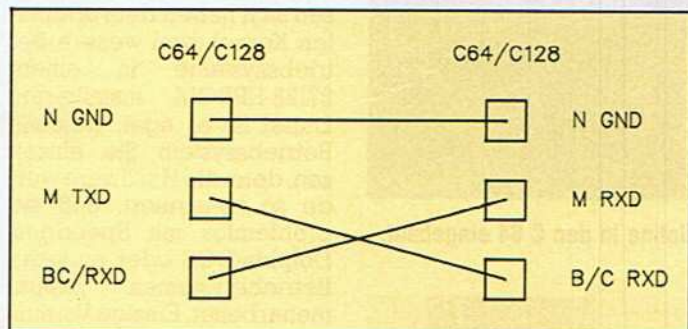 C64/C128 C64/C128
N GND N GND
M TXD M RXD
BC/RXD B/C RXD